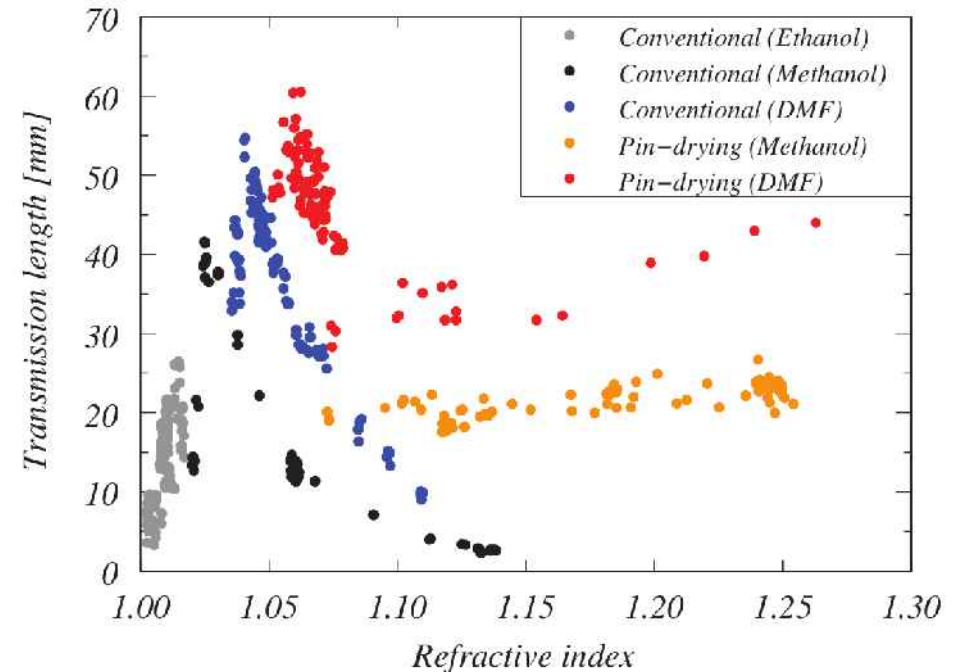 70
60
50
40
30
20
10
0
Transmission length [mm]
Conventional (Ethanol)
Conventional (Methanol)
Conventional (DMF)
Pin−drying (Methanol)
Pin−drying (DMF)
1.00 1.05 1.10 1.15 1.20 1.25 1.30
Refractive index